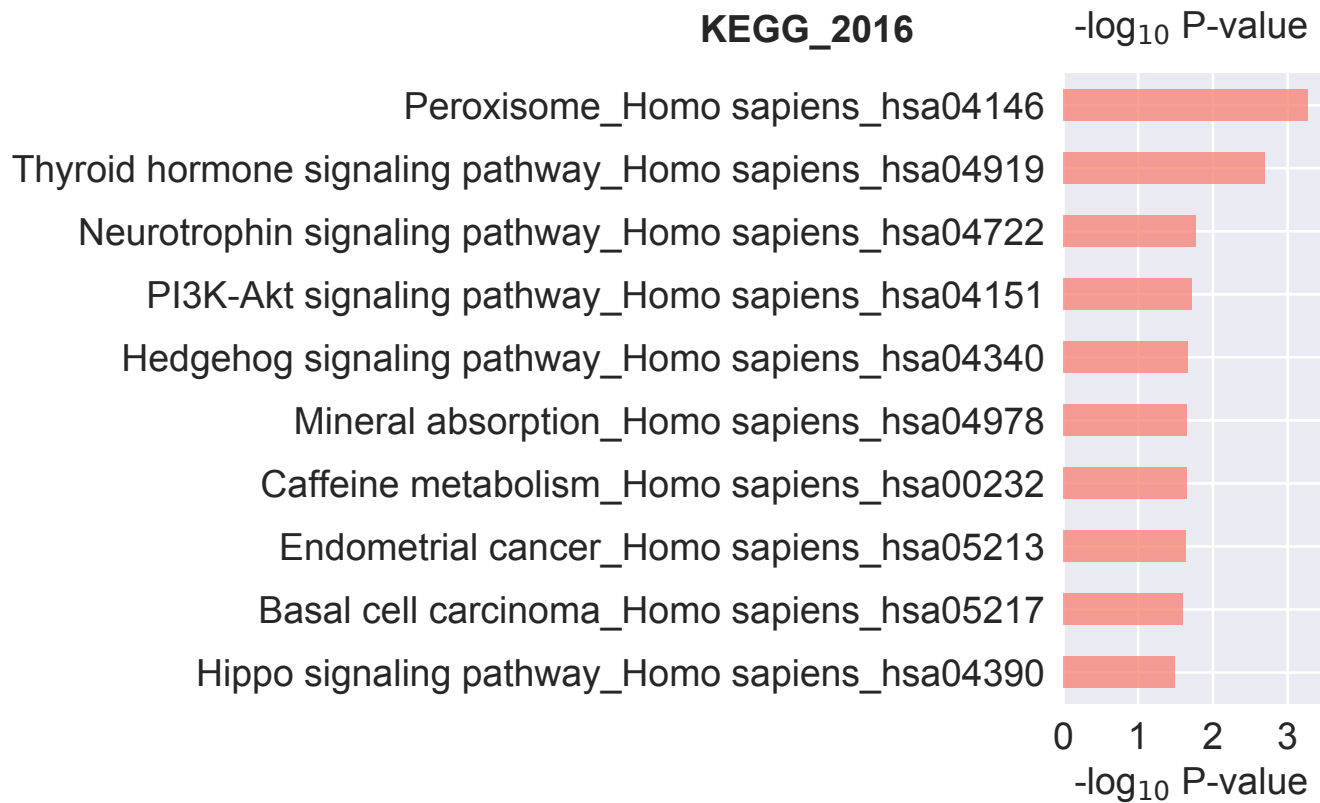 KEGG_2016
-log₁₀ P-value
Peroxisome_Homo sapiens_hsa04146
Thyroid hormone signaling pathway_Homo sapiens_hsa04919
Neurotrophin signaling pathway_Homo sapiens_hsa04722
PI3K-Akt signaling pathway_Homo sapiens_hsa04151
Hedgehog signaling pathway_Homo sapiens_hsa04340
Mineral absorption_Homo sapiens_hsa04978
Caffeine metabolism_Homo sapiens_hsa00232
Endometrial cancer_Homo sapiens_hsa05213
Basal cell carcinoma_Homo sapiens_hsa05217
Hippo signaling pathway_Homo sapiens_hsa04390
0 1 2 3
-log₁₀ P-value